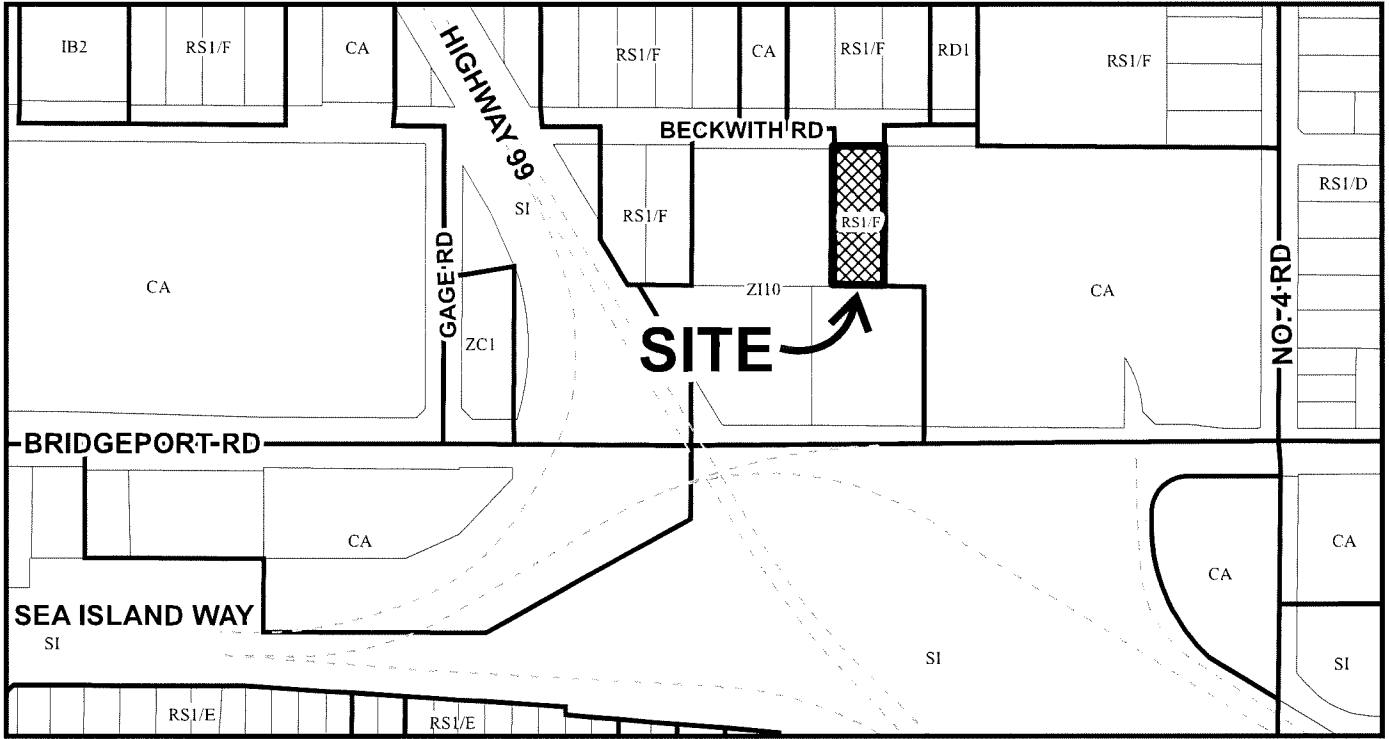 IB2
RS1/F
CA
HIGHWAY 99
RS1/F
CA
RS1/F
RD1
RS1/F
BECKWITH RD
RS1/D
SI
RS1/F
RS1/F
GAGE RD
CA
ZI10
CA
NO. 4 RD
ZC1
SITE
BRIDGEPORT RD
CA
CA
CA
SEA ISLAND WAY
SI
SI
SI
RS1/E
RS1/E